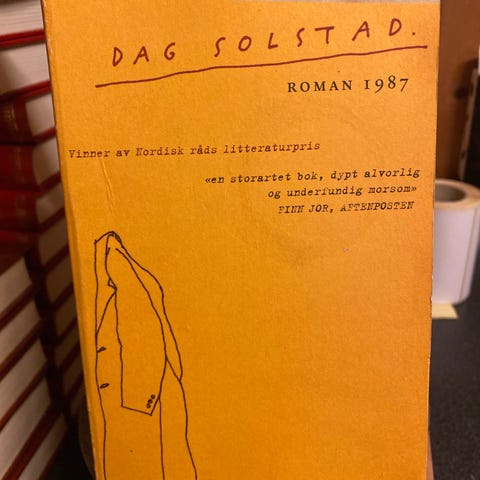 DAG SOLSTAD.
ROMAN 1987
Vinner av Nordisk råds litteraturpris
«en storartet bok, dypt alvorlig
og underfundig morsom»
FINN JOR, AFTENPOSTEN